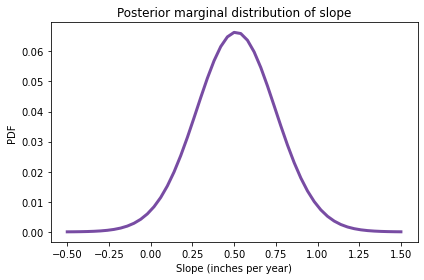 Posterior marginal distribution of slope
PDF
0.06
0.05
0.04
0.03
0.02
0.01
0.00
−0.50 −0.25 0.00 0.25 0.50 0.75 1.00 1.25 1.50
Slope (inches per year)